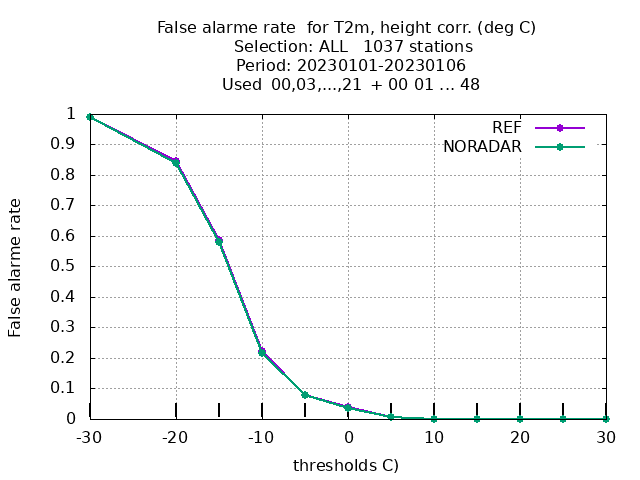 False alarme rate  for T2m, height corr. (deg C)
Selection: ALL   1037 stations
Period: 20230101-20230106
Used  00,03,...,21  + 00 01 ... 48
REF
NORADAR
False alarme rate
1
0.9
0.8
0.7
0.6
0.5
0.4
0.3
0.2
0.1
0
-30 -20 -10 0 10 20 30
thresholds C)